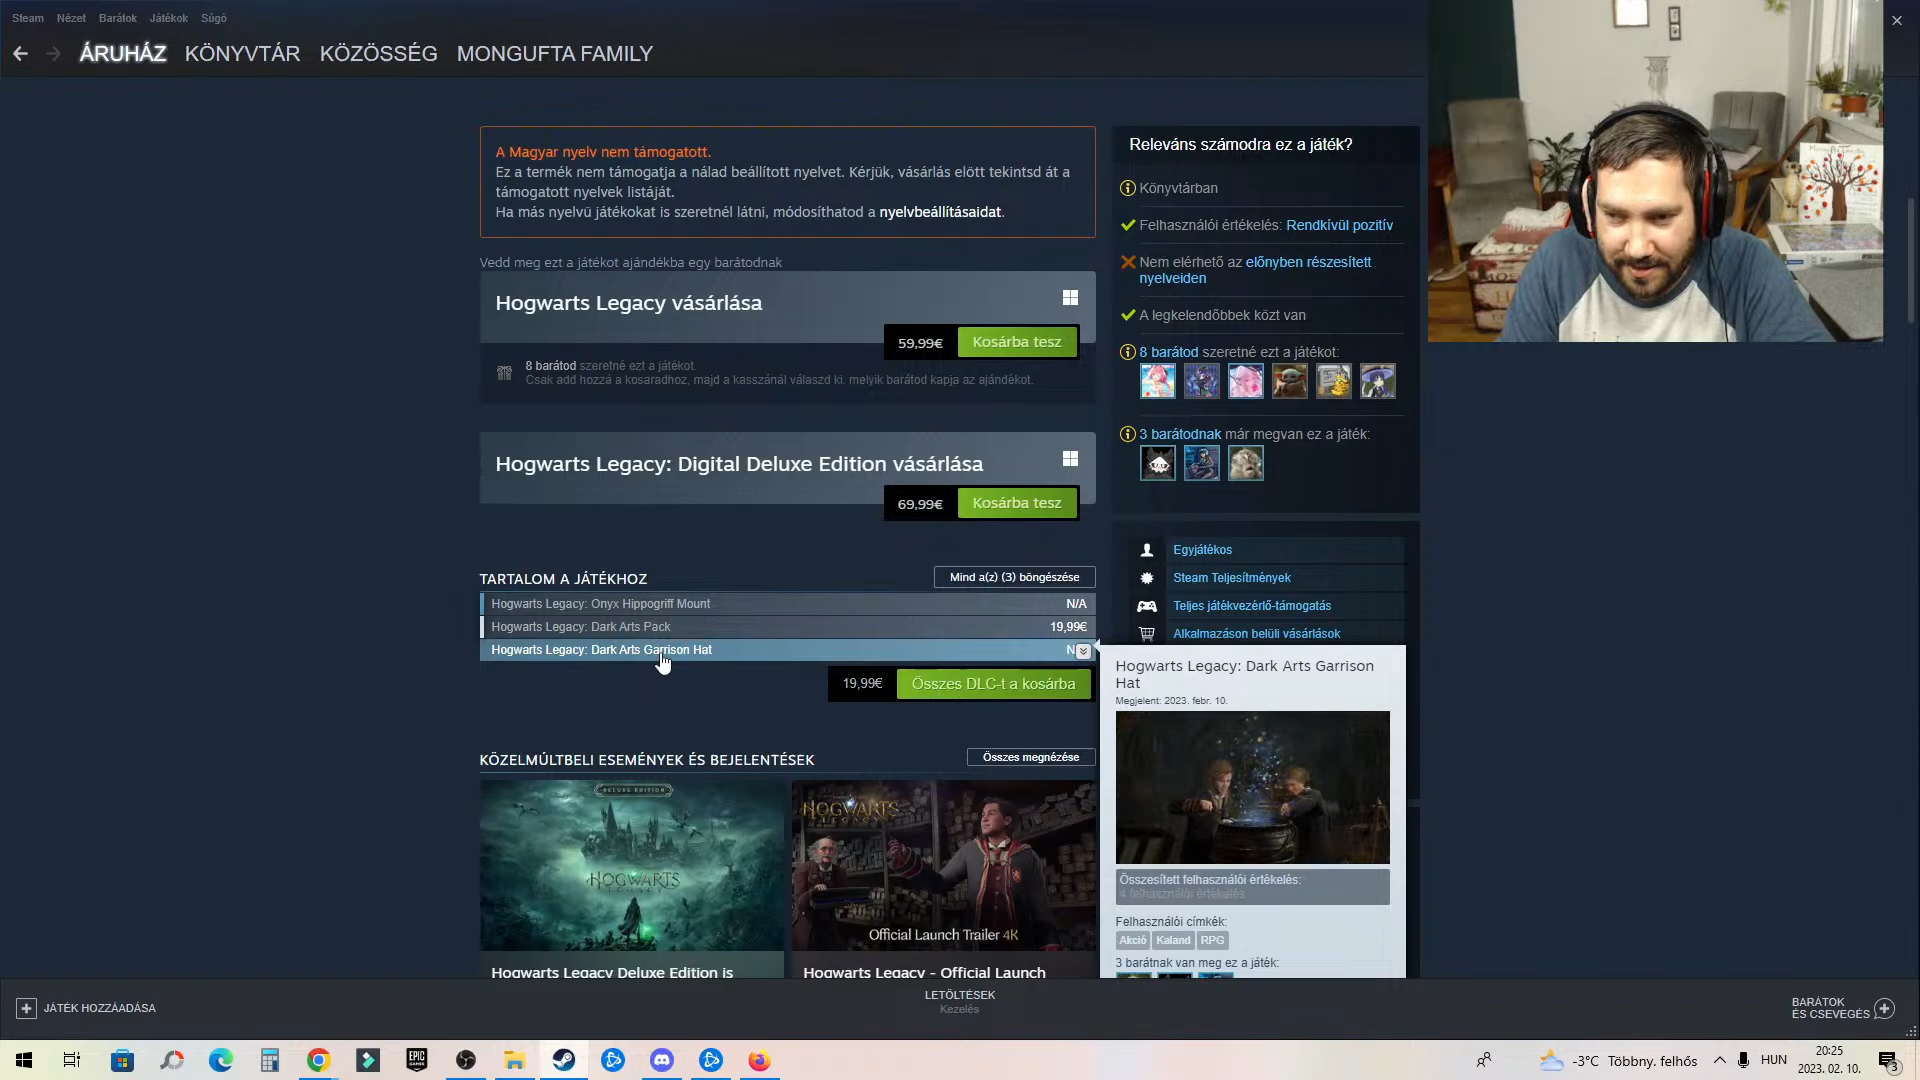 Steam Nézet Barátok Játékok Súgó
ÁRUHÁZ KÖNYVTÁR KÖZÖSSÉG MONGUFTA FAMILY
A Magyar nyelv nem támogatott.
Ez a termék nem támogatja a nálad beállított nyelvet. Kérjük, vásárlás előtt tekintsd át a
támogatott nyelvek listáját.
Ha más nyelvű játékokat is szeretnél látni, módosíthatod a nyelvbeállításaidat.
Vedd meg ezt a játékot ajándékba egy barátodnak
Hogwarts Legacy vásárlása
59,99€ Kosárba tesz
8 barátod szeretné ezt a játékot.
Csak add hozzá a kosaradhoz, majd a kasszánál válaszd ki. melyik barátod kapja az ajándékot.
Hogwarts Legacy: Digital Deluxe Edition vásárlása
69,99€ Kosárba tesz
TARTALOM A JÁTÉKHOZ
Mind a(z) (3) böngészése
Hogwarts Legacy: Onyx Hippogriff Mount N/A
Hogwarts Legacy: Dark Arts Pack 19,99€
Hogwarts Legacy: Dark Arts Garrison Hat
19,99€ Összes DLC-t a kosárba
KÖZELMÚLTBELI ESEMÉNYEK ÉS BEJELENTÉSEK
Összes megnézése
DELUXE EDITION
HOGWARTS
LEGACY
HOGWARTS
LEGACY
Official Launch Trailer 4K
Hogwarts Legacy Deluxe Edition is
Hogwarts Legacy - Official Launch
Releváns számodra ez a játék?
Könyvtárban
Felhasználói értékelés: Rendkívül pozitív
Nem elérhető az előnyben részesített
nyelveiden
A legkelendőbbek közt van
8 barátod szeretné ezt a játékot:
3 barátodnak már megvan ez a játék:
Egyjátékos
Steam Teljesítmények
Teljes játékvezérlő-támogatás
Alkalmazáson belüli vásárlások
Hogwarts Legacy: Dark Arts Garrison
Hat
Megjelent: 2023. febr. 10.
Összesített felhasználói értékelés:
4 felhasználói értékelés
Felhasználói címkék:
Akció Kaland RPG
3 barátnak van meg ez a játék:
JÁTÉK HOZZÁADÁSA
LETÖLTÉSEK
Kezelés
BARÁTOK
ÉS CSEVEGÉS
EPIC
GAMES
-3°C Többny. felhős
HUN
20:25
2023. 02. 10.
3